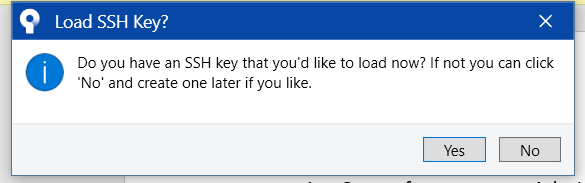 Load SSH Key?
Do you have an SSH key that you'd like to load now? If not you can click
'No' and create one later if you like.
Yes
No